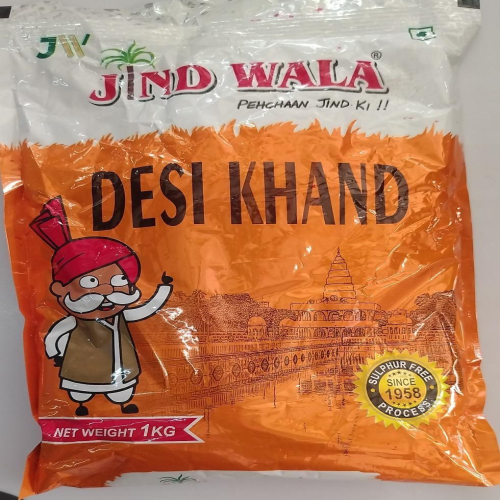 JW
JIND WALA®
PEHCHAAN JIND KI !!
DESI KHAND
SULPHUR FREE
SINCE
1958
PROCESS
NET WEIGHT 1KG